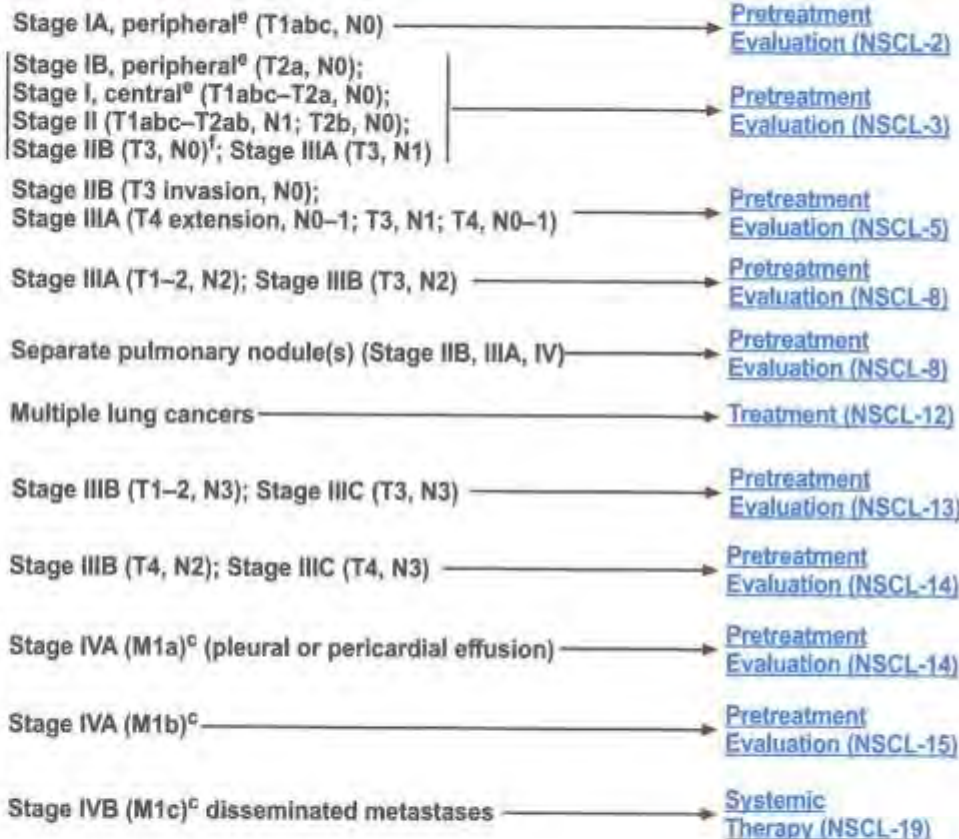 Stage IA, peripheralᵉ (T1abc, N0)
Pretreatment
Evaluation (NSCL-2)
Stage IB, peripheralᵉ (T2a, N0);
Stage I, centralᵉ (T1abc–T2a, N0);
Stage II (T1abc–T2ab, N1; T2b, N0);
Stage IIB (T3, N0)ᶠ; Stage IIIA (T3, N1)
Pretreatment
Evaluation (NSCL-3)
Stage IIB (T3 invasion, N0);
Stage IIIA (T4 extension, N0–1; T3, N1; T4, N0–1)
Pretreatment
Evaluation (NSCL-5)
Stage IIIA (T1–2, N2); Stage IIIB (T3, N2)
Pretreatment
Evaluation (NSCL-8)
Separate pulmonary nodule(s) (Stage IIB, IIIA, IV)
Pretreatment
Evaluation (NSCL-8)
Multiple lung cancers
Treatment (NSCL-12)
Stage IIIB (T1–2, N3); Stage IIIC (T3, N3)
Pretreatment
Evaluation (NSCL-13)
Stage IIIB (T4, N2); Stage IIIC (T4, N3)
Pretreatment
Evaluation (NSCL-14)
Stage IVA (M1a)ᶜ (pleural or pericardial effusion)
Pretreatment
Evaluation (NSCL-14)
Stage IVA (M1b)ᶜ
Pretreatment
Evaluation (NSCL-15)
Stage IVB (M1c)ᶜ disseminated metastases
Systemic
Therapy (NSCL-19)